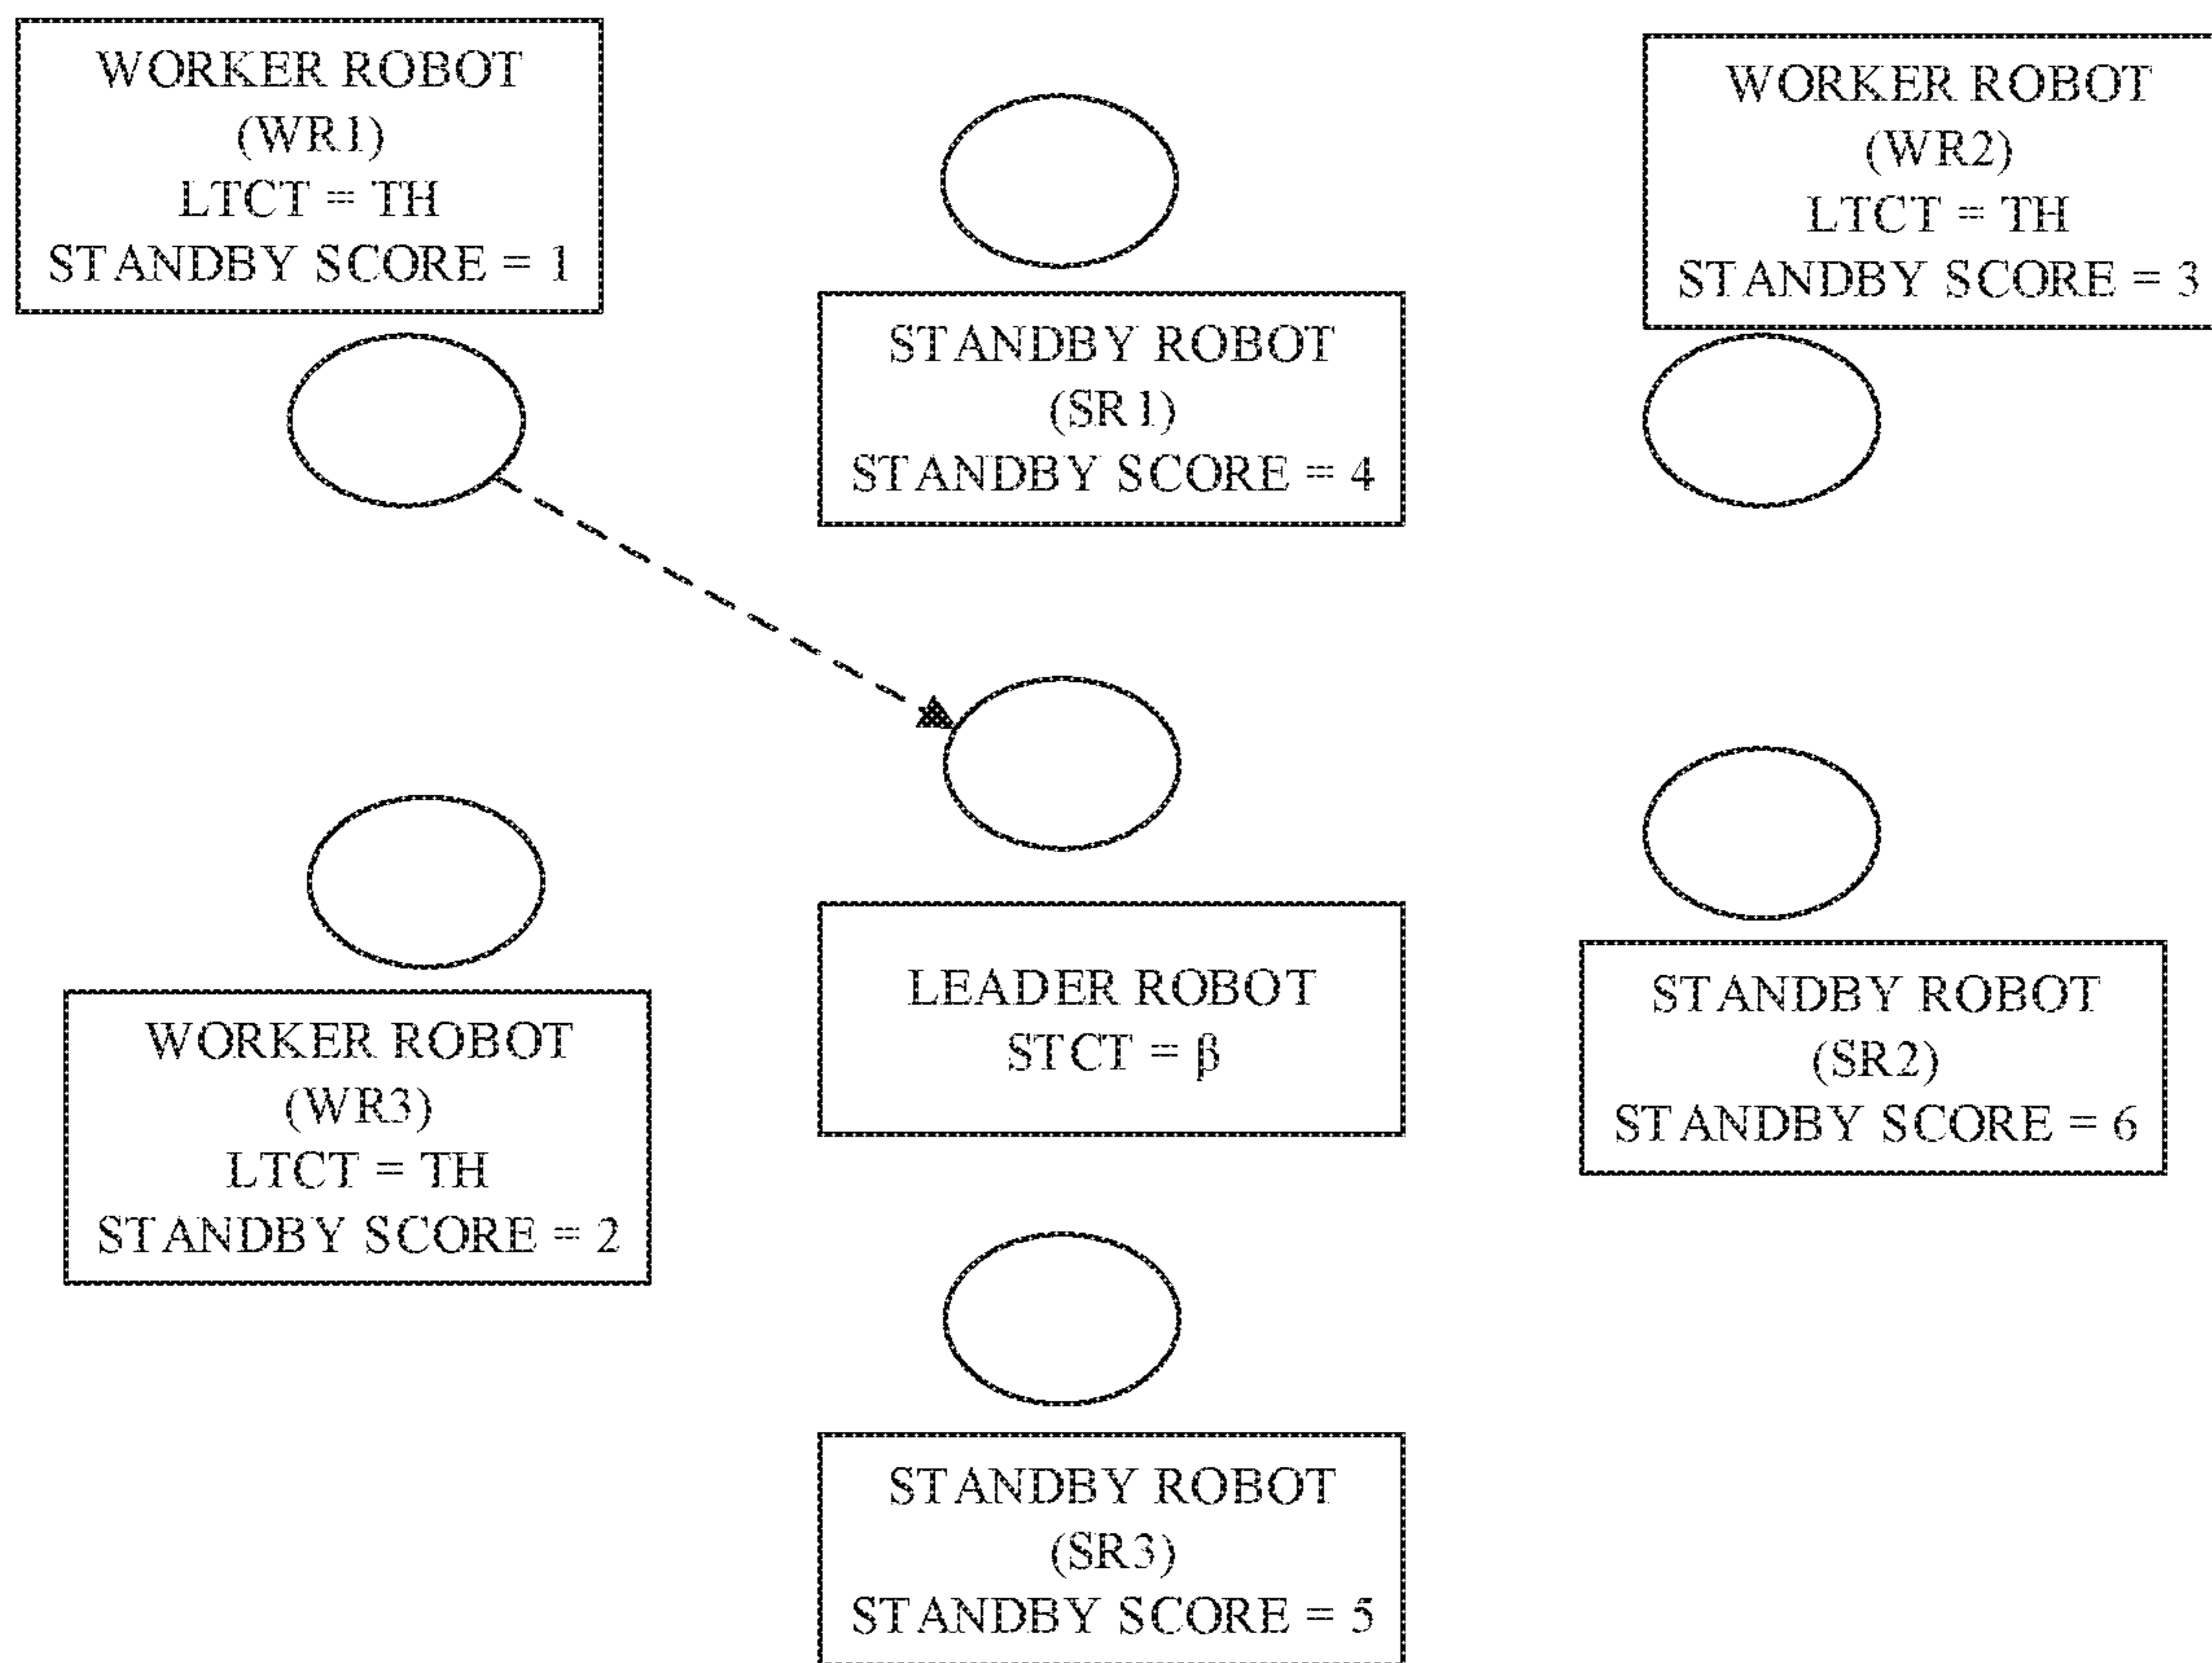 WORKER ROBOT
(WR1)
LTCT = TH
STANDBY SCORE = 1
WORKER ROBOT
(WR2)
LTCT = TH
STANDBY SCORE = 3
STANDBY ROBOT
(SR1)
STANDBY SCORE = 4
LEADER ROBOT
STCT = β
WORKER ROBOT
(WR3)
LTCT = TH
STANDBY SCORE = 2
STANDBY ROBOT
(SR2)
STANDBY SCORE = 6
STANDBY ROBOT
(SR3)
STANDBY SCORE = 5